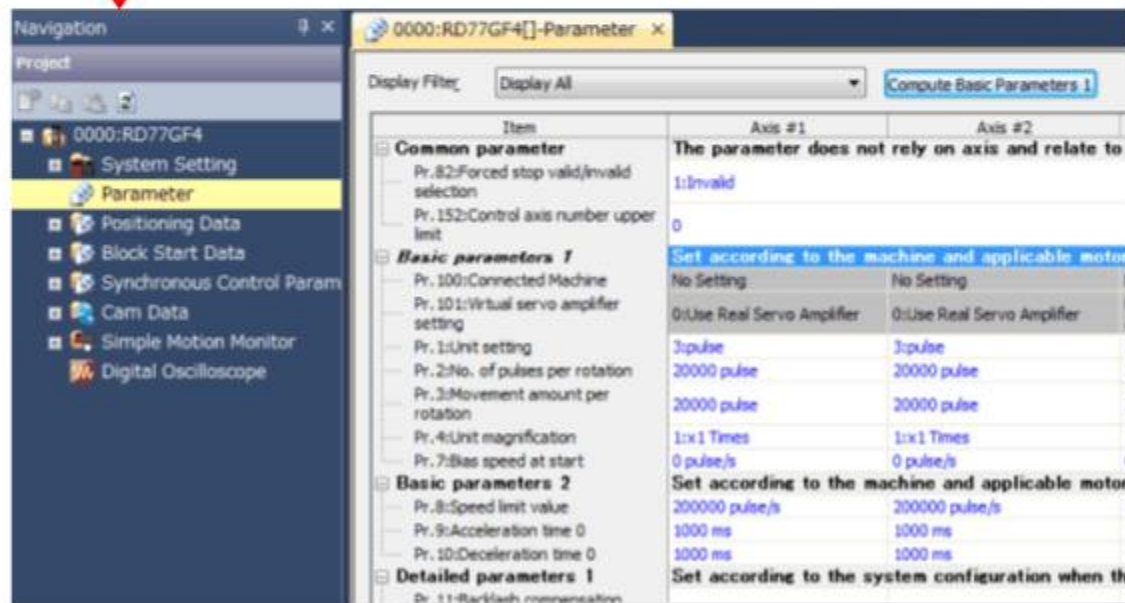 Navigation
0000:RD77GF4[]-Parameter
Project
Display Filter
Display All
Compute Basic Parameters 1
0000:RD77GF4
System Setting
Parameter
Positioning Data
Block Start Data
Synchronous Control Param
Cam Data
Simple Motion Monitor
Digital Oscilloscope
Item Axis #1 Axis #2
Common parameter The parameter does not rely on axis and relate to
Pr.82:Forced stop valid/invalid
selection 1:Invalid
Pr.152:Control axis number upper
limit 0
Basic parameters 1 Set according to the machine and applicable motor
Pr.100:Connected Machine No Setting No Setting
Pr.101:Virtual servo amplifier
setting 0:Use Real Servo Amplifier 0:Use Real Servo Amplifier
Pr.1:Unit setting 3:pulse 3:pulse
Pr.2:No. of pulses per rotation 20000 pulse 20000 pulse
Pr.3:Movement amount per
rotation 20000 pulse 20000 pulse
Pr.4:Unit magnification 1:x1 Times 1:x1 Times
Pr.7:Bias speed at start 0 pulse/s 0 pulse/s
Basic parameters 2 Set according to the machine and applicable motor
Pr.8:Speed limit value 200000 pulse/s 200000 pulse/s
Pr.9:Acceleration time 0 1000 ms 1000 ms
Pr.10:Deceleration time 0 1000 ms 1000 ms
Detailed parameters 1 Set according to the system configuration when th
Pr.11:Backlash compensation